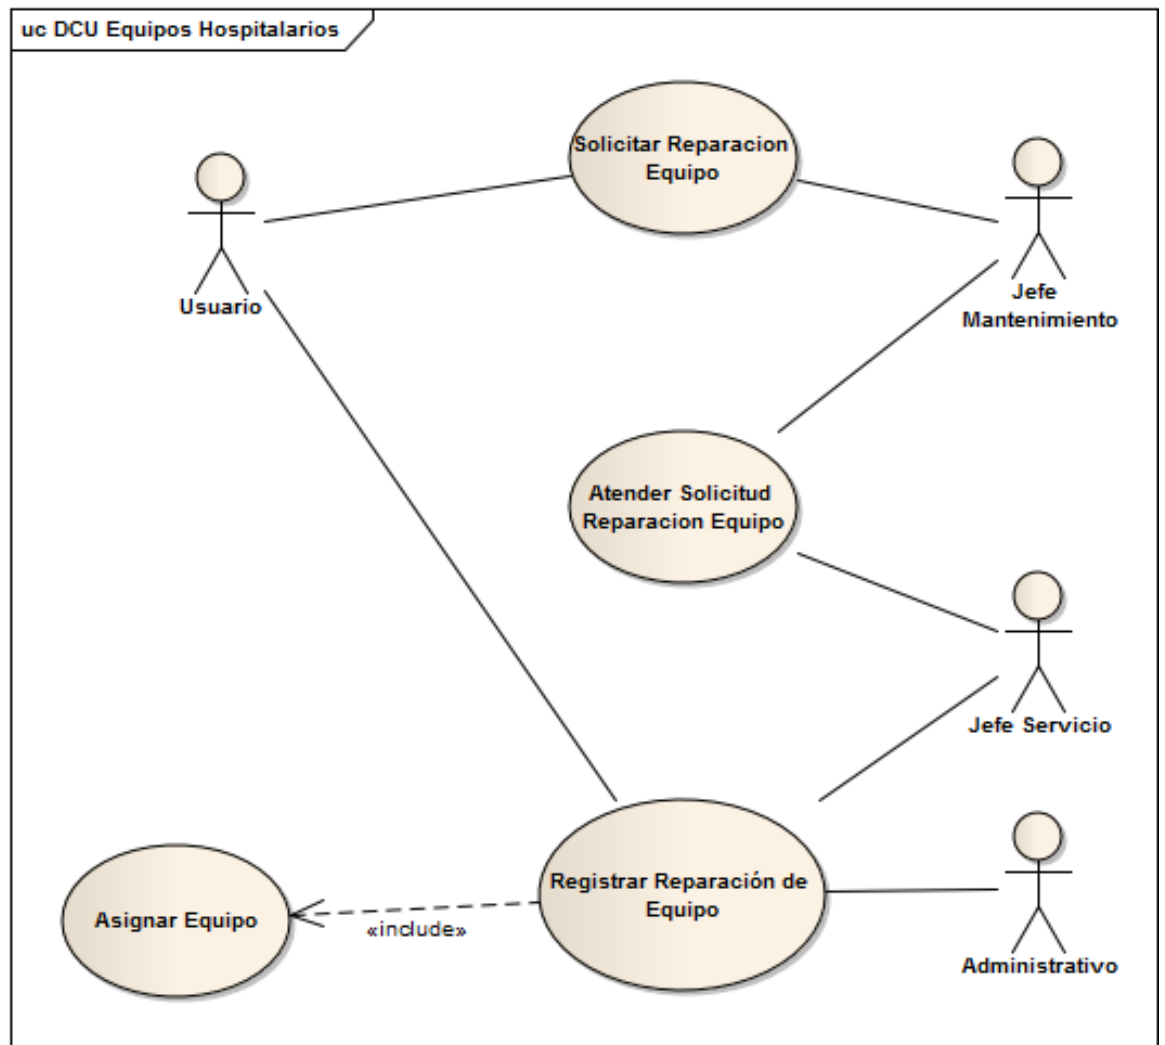 uc DCU Equipos Hospitalarios
Solicitar Reparacion
Equipo
Usuario
Jefe
Mantenimiento
Atender Solicitud
Reparacion Equipo
Jefe Servicio
Registrar Reparación de
Equipo
Asignar Equipo
«include»
Administrativo